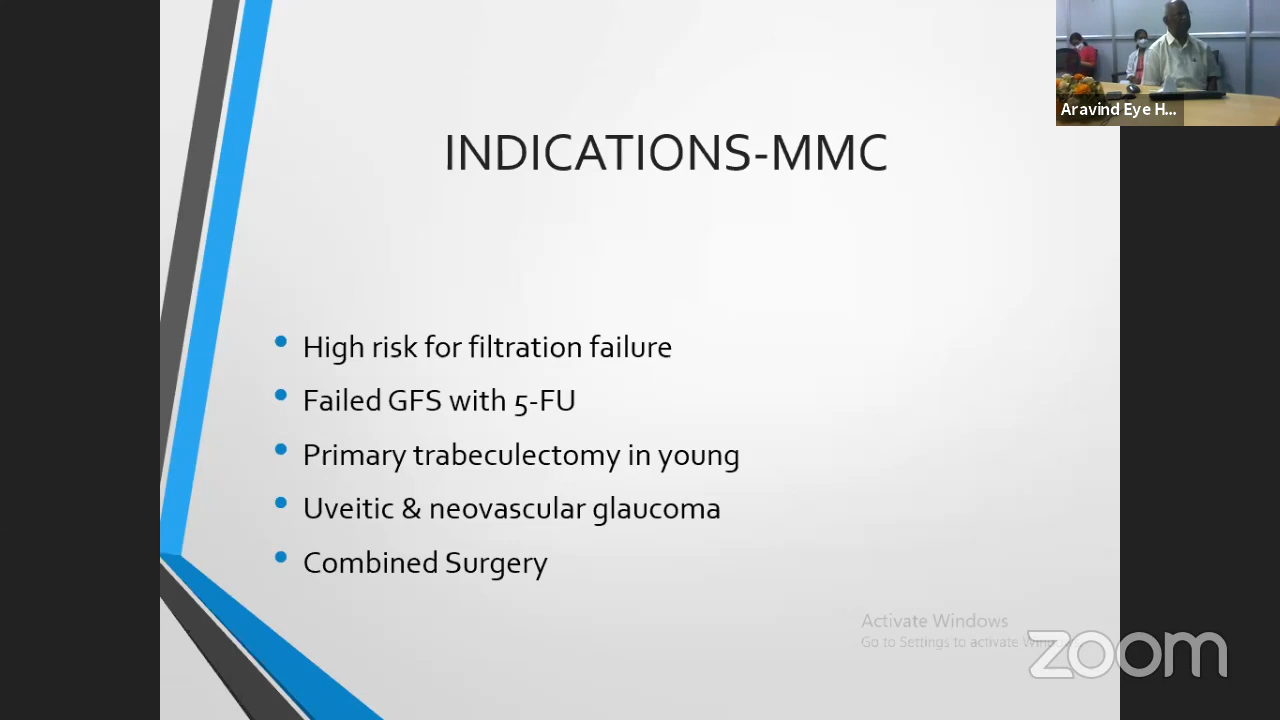 INDICATIONS-MMC
Aravind Eye H...
• High risk for filtration failure
• Failed GFS with 5-FU
• Primary trabeculectomy in young
• Uveitic & neovascular glaucoma
• Combined Surgery
Activate Windows
Go to Settings to activate
zoom